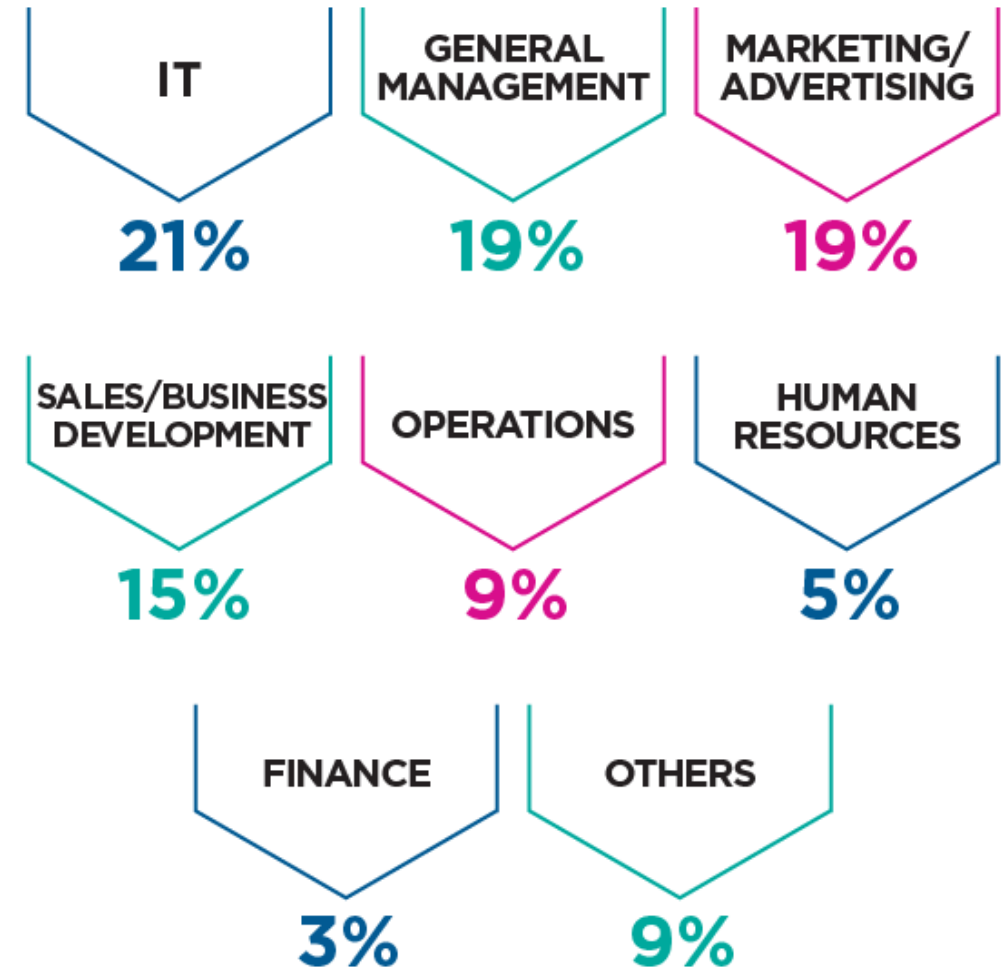 IT
GENERAL
MANAGEMENT
MARKETING/
ADVERTISING
21%
19%
19%
SALES/BUSINESS
DEVELOPMENT
OPERATIONS
HUMAN
RESOURCES
15%
9%
5%
FINANCE
OTHERS
3%
9%